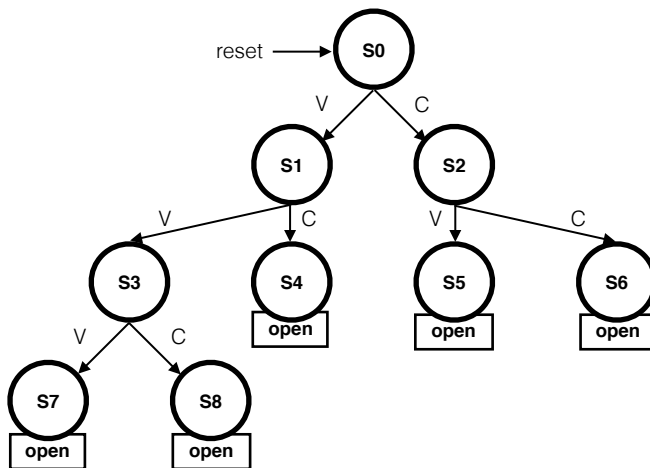 S0
reset
V C
S1 S2
V C V C
S3 S4 S5 S6
open open open
V C
S7 S8
open open